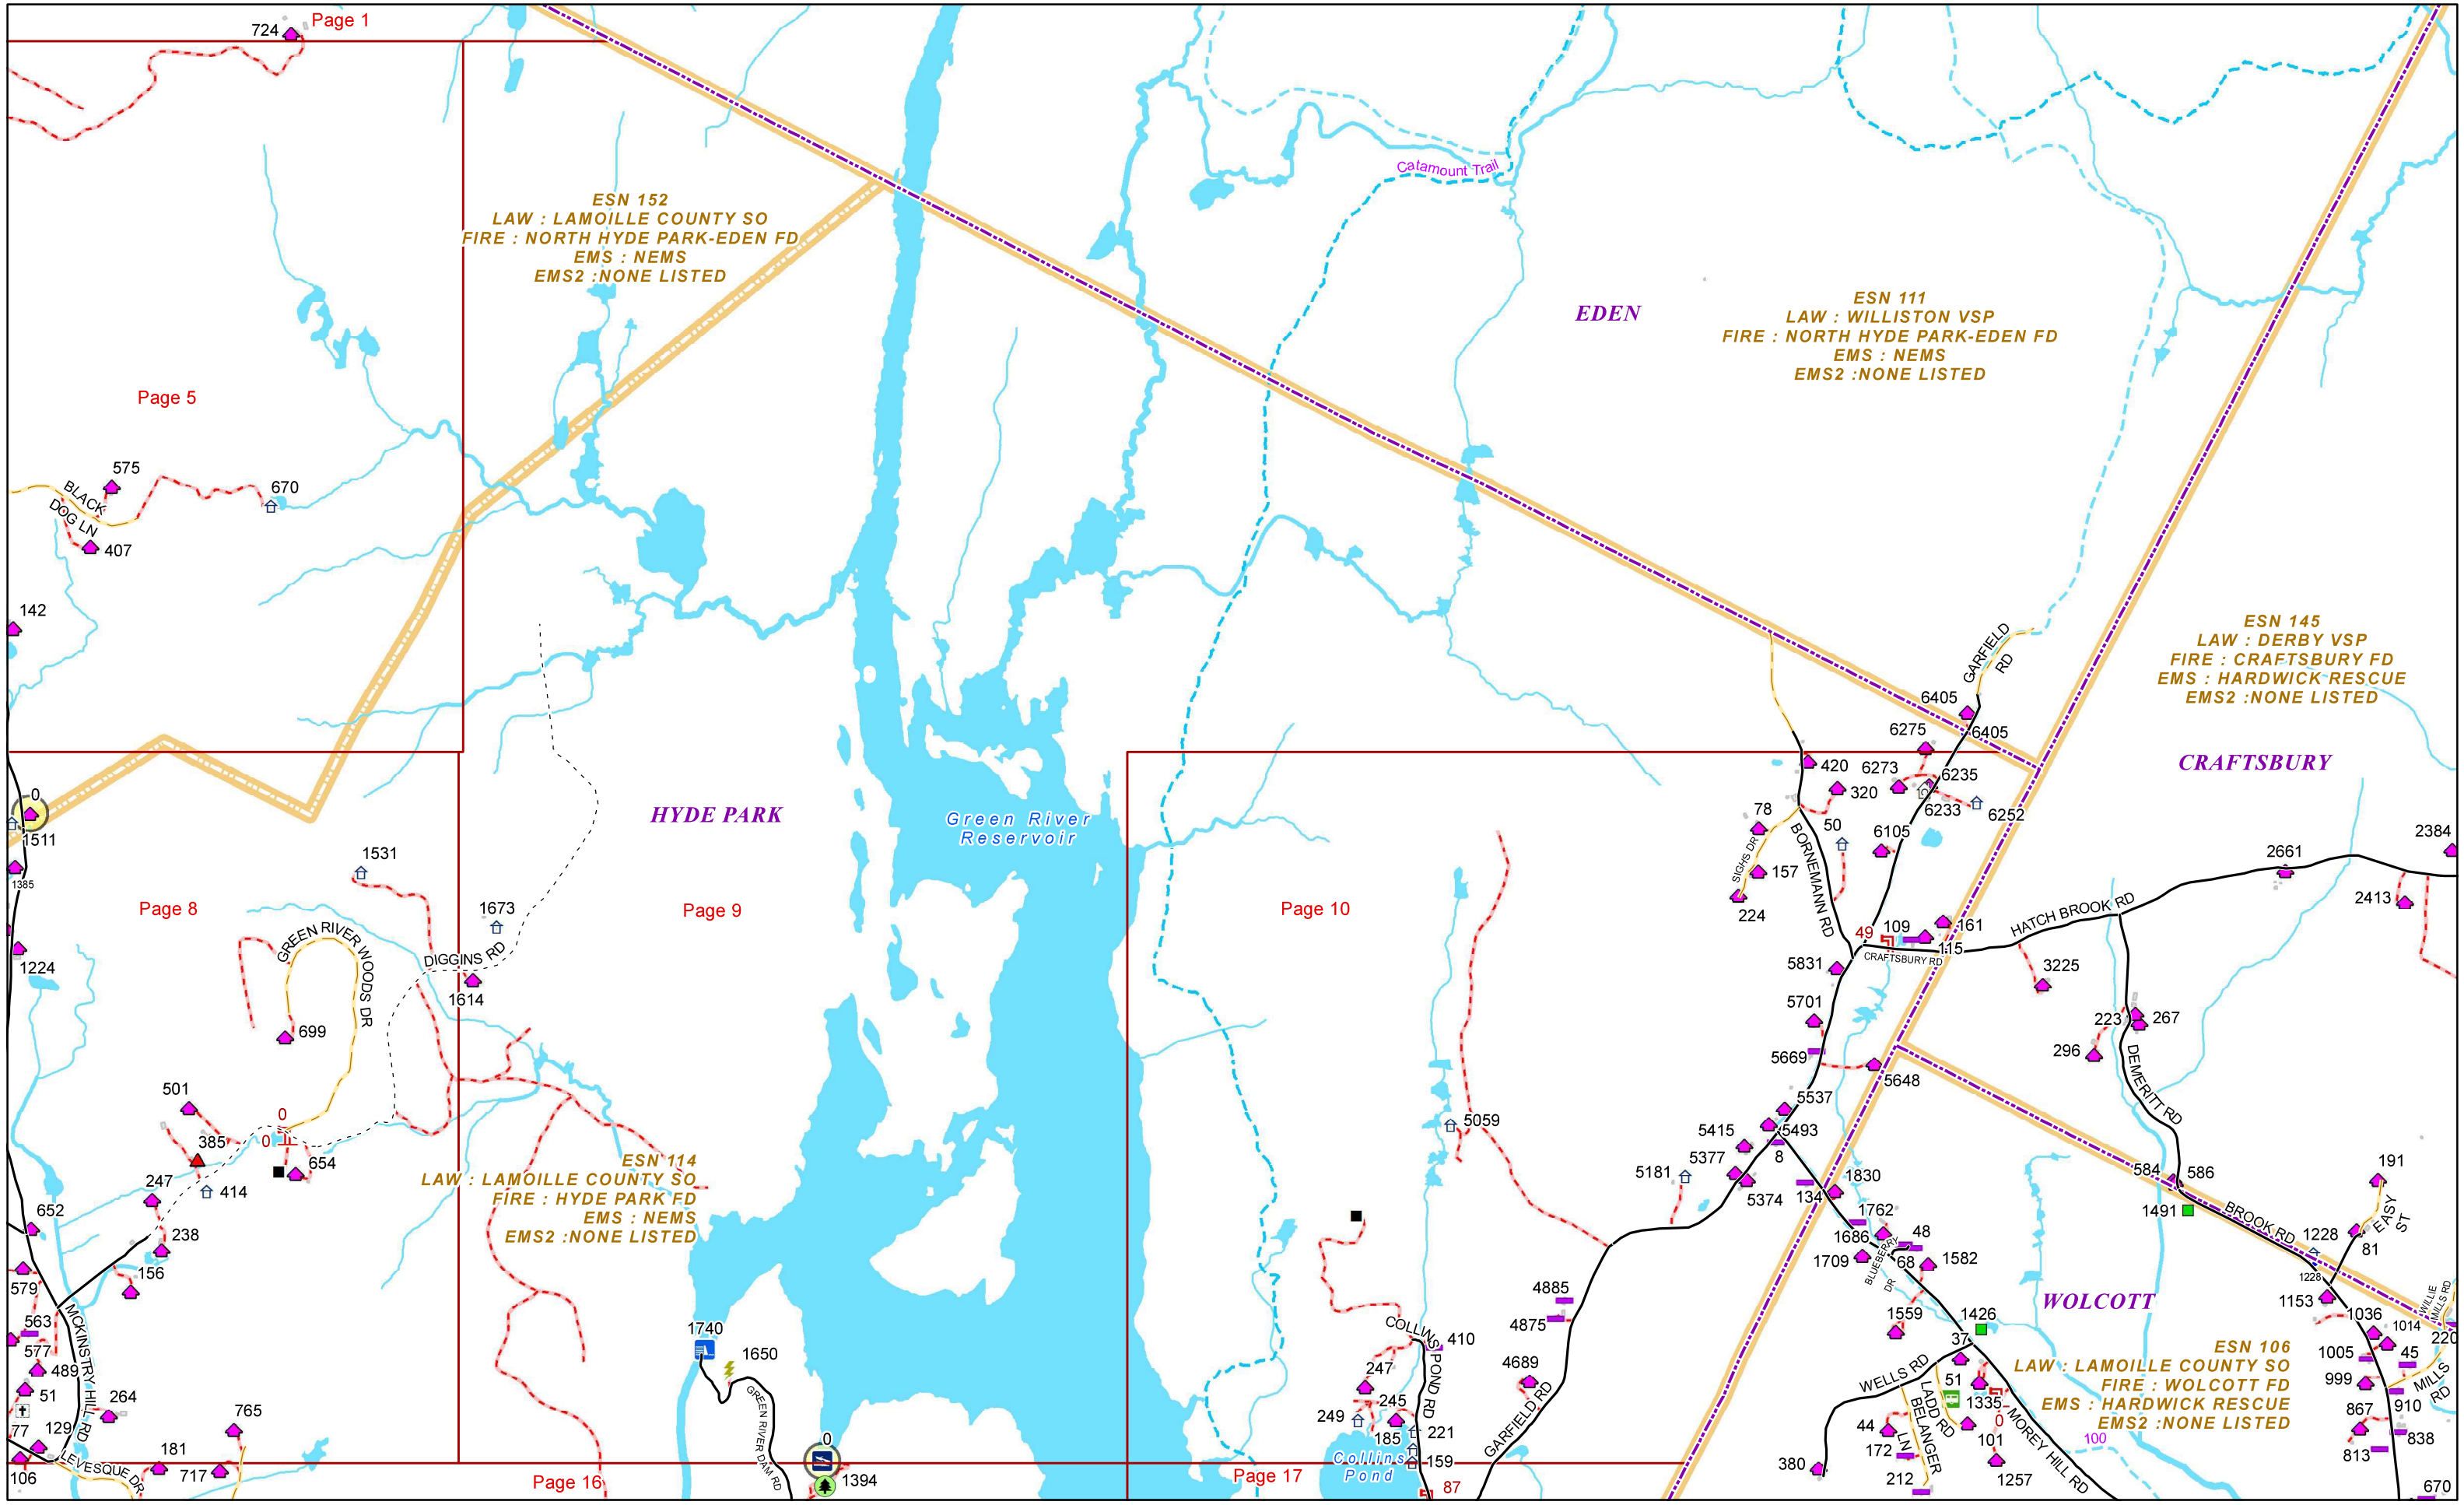 Page 1
724
ESN 152
LAW : LAMOILLE COUNTY SO
FIRE : NORTH HYDE PARK-EDEN FD
EMS : NEMS
EMS2 :NONE LISTED
Catamount Trail
EDEN
ESN 111
LAW : WILLISTON VSP
FIRE : NORTH HYDE PARK-EDEN FD
EMS : NEMS
EMS2 :NONE LISTED
Page 5
575
670
BLACK
DOG LN
407
142
ESN 145
LAW : DERBY VSP
FIRE : CRAFTSBURY FD
EMS : HARDWICK RESCUE
EMS2 :NONE LISTED
GARFIELD
RD
6405
6405
6275
CRAFTSBURY
420
6273
6235
320
6233
6252
78
50
6105
BORNEMANN RD
SIGHS DR
157
224
2384
2661
2413
HATCH BROOK RD
49
109
161
115
CRAFTSBURY RD
5831
3225
5701
223
267
296
DEMERITT RD
5669
5648
0
1511
1385
HYDE PARK
Green River
Reservoir
1531
1673
Page 8
Page 9
Page 10
1224
GREEN RIVER WOODS DR
DIGGINS RD
1614
699
501
0
0
385
654
414
247
652
238
156
579
563
577
489
51
MCKINSTRY HILL RD
264
77
129
106
LEVESQUE DR
181
717
765
ESN 114
LAW : LAMOILLE COUNTY SO
FIRE : HYDE PARK FD
EMS : NEMS
EMS2 :NONE LISTED
1740
1650
GREEN RIVER DAM RD
0
1394
Page 16
5059
5537
5493
5415
5377
8
5181
5374
134
1830
584
586
1491
191
EASY
ST
BROOK RD
1228
81
1228
1762
1686
48
1709
BLUEBERRY
DR
68
1582
4885
4875
1559
1426
37
WOLCOTT
1153
1036
1014
WILLIE
MILLS RD
220
COLLINS POND RD
410
4689
247
245
249
185
221
159
Collins
Pond
Page 17
87
GARFIELD RD
WELLS RD
51
1335
LADD RD
BELANGER
LN
44
172
212
380
0
101
1257
MOREY HILL RD
100
ESN 106
LAW : LAMOILLE COUNTY SO
FIRE : WOLCOTT FD
EMS : HARDWICK RESCUE
EMS2 :NONE LISTED
1005
45
999
MILLS
RD
910
867
838
813
670